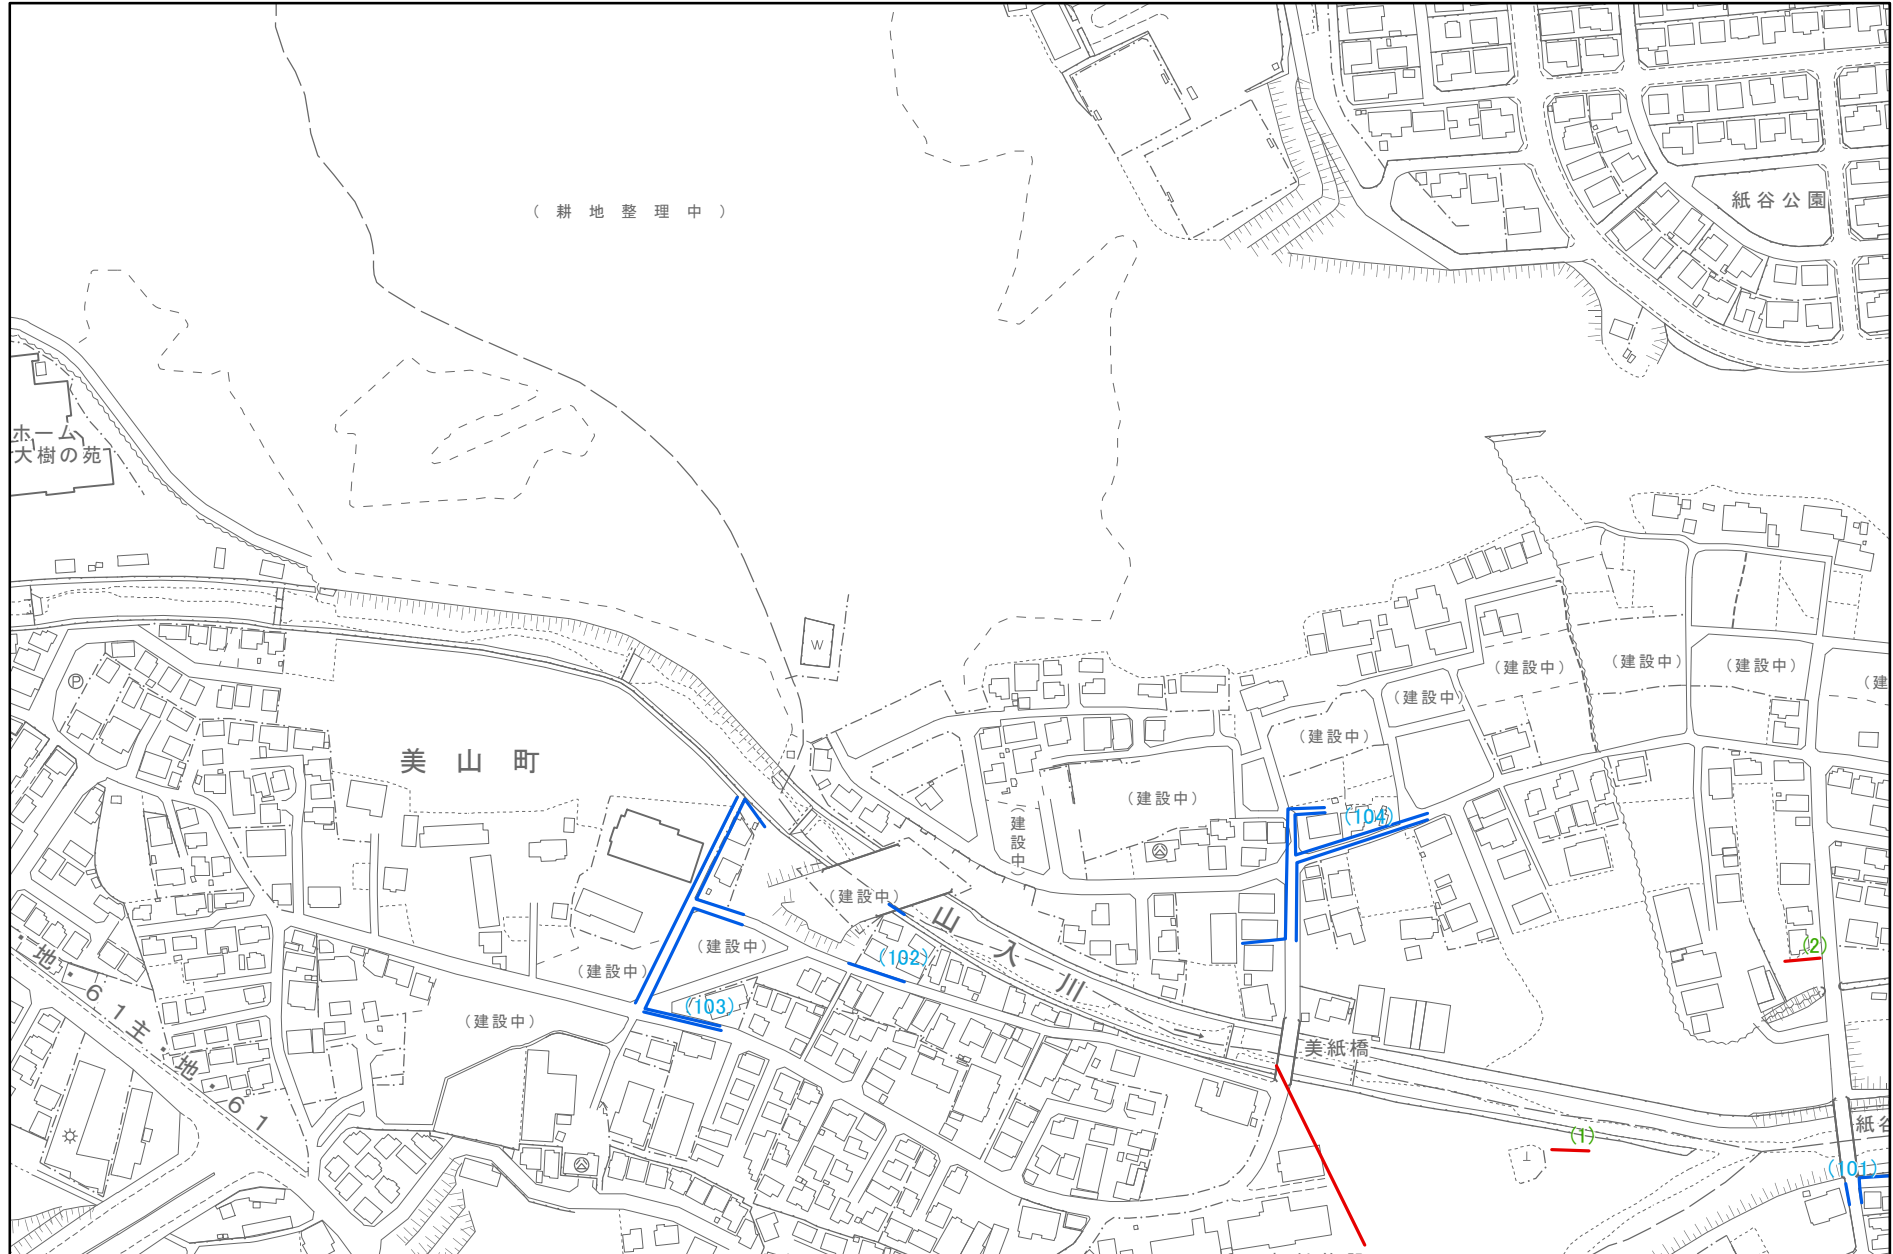 （ 耕 地 整 理 中 ）
紙谷公園
ホーム
大樹の苑
W
P
美 山 町
（建設中）
（建設中）
（建設中）
（建設中）
（建設中）
（建
（建設中）
（建設中）
（104）
（建設中）
（建設中）
（建設中）
（建設中）
（102）
（103）
（建設中）
山 入 川
（2）
主・地・61
主・地・61
美紙橋
（1）
紙谷
（101）